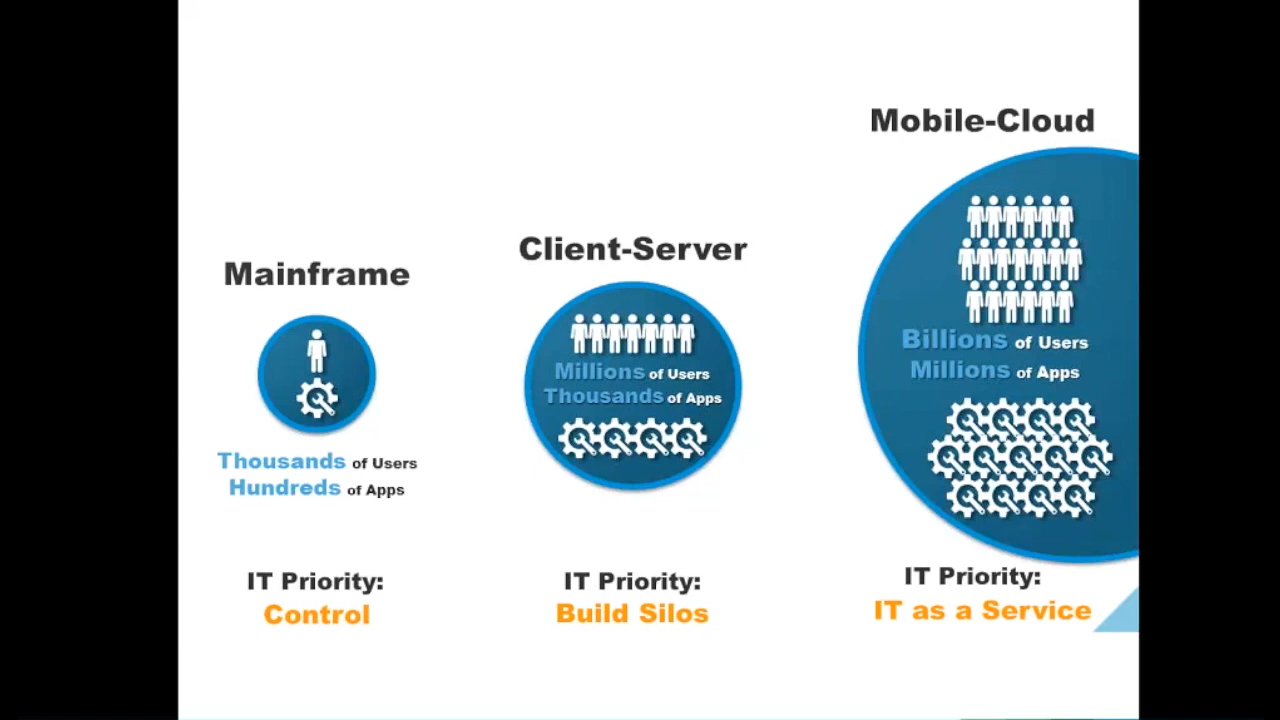 Mainframe
Thousands of Users
Hundreds of Apps
IT Priority:
Control
Client-Server
Millions of Users
Thousands of Apps
IT Priority:
Build Silos
Mobile-Cloud
Billions of Users
Millions of Apps
IT Priority:
IT as a Service